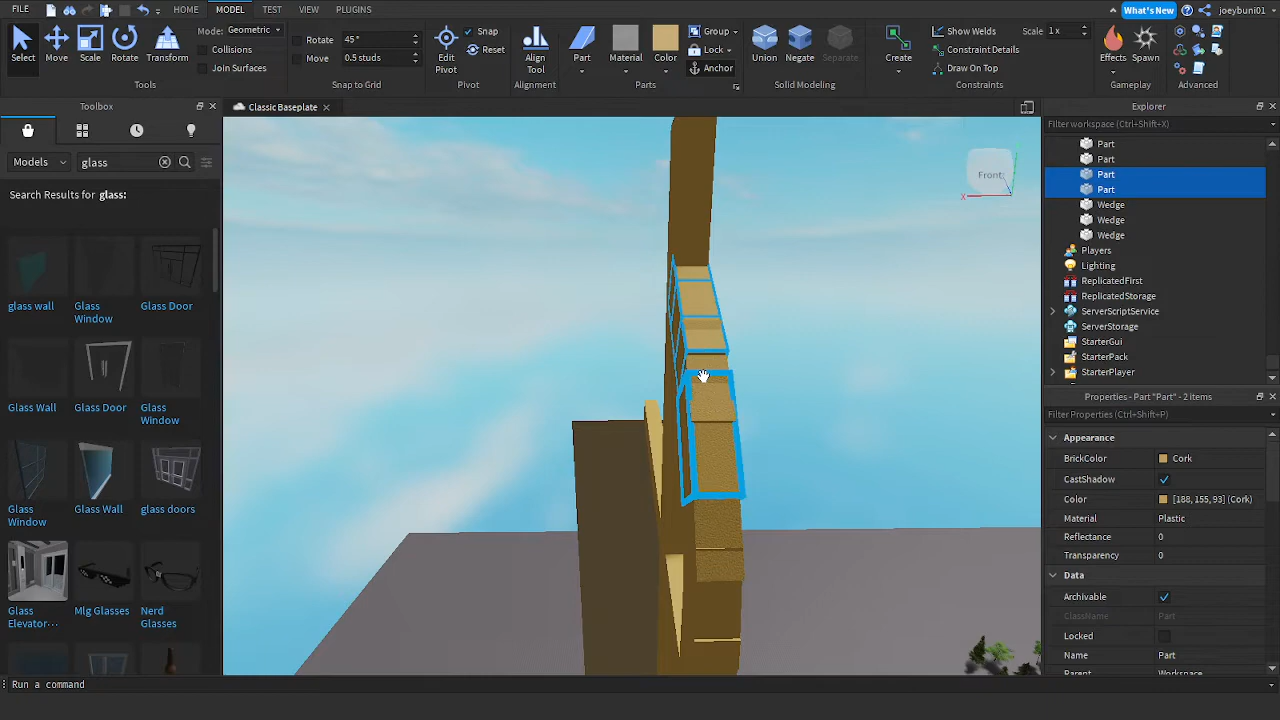 FILE HOME MODEL TEST VIEW PLUGINS What's New joeybuni01
Select Move Scale Rotate Transform
Mode: Geometric
Collisions
Join Surfaces
Tools
Rotate 45°
Move 0.5 studs
Snap to Grid
Edit Pivot
Snap
Reset
Pivot
Align Tool
Alignment
Part Material Color
Group
Lock
Anchor
Parts
Union Negate Separate
Solid Modeling
Create
Show Welds Scale 1x
Constraint Details
Draw On Top
Constraints
Effects Spawn
Gameplay
Advanced
Toolbox
Models glass
Search Results for glass:
glass wall
Glass Window
Glass Door
Glass Wall
Glass Door
Glass Window
Glass Window
Glass Wall
glass doors
Glass Elevator...
Mlg Glasses
Nerd Glasses
Classic Baseplate
Front
X
Explorer
Filter workspace (Ctrl+Shift+X)
Part
Part
Part
Part
Wedge
Wedge
Wedge
Players
Lighting
ReplicatedFirst
ReplicatedStorage
ServerScriptService
ServerStorage
StarterGui
StarterPack
StarterPlayer
Properties - Part "Part" - 2 items
Filter Properties (Ctrl+Shift+P)
Appearance
BrickColor Cork
CastShadow
Color [188, 155, 93] (Cork)
Material Plastic
Reflectance 0
Transparency 0
Data
Archivable
ClassName Part
Locked
Name Part
Parent Workspace
Run a command